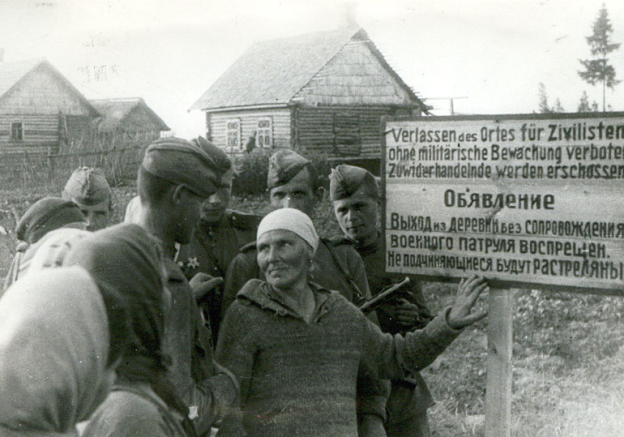 Verlassen des Ortes für Zivilisten
ohne militärische Bewachung verboten
Zuwiderhandelnde werden erschossen
Объявление
Выход из деревни без сопровождения
военного патруля воспрещен.
Не подчиняющиеся будут растреляны